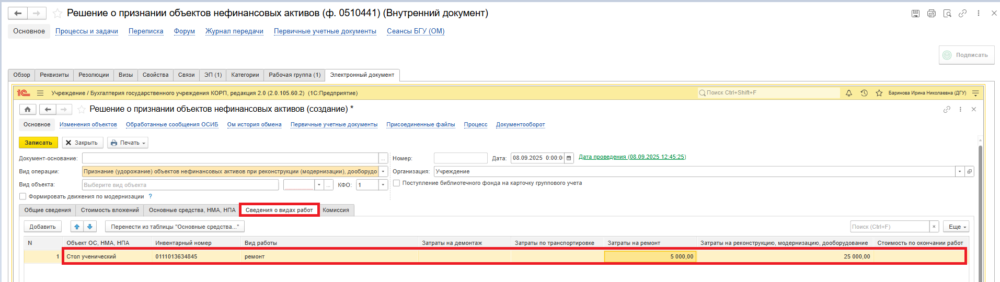 Решение о признании объектов нефинансовых активов (ф. 0510441) (Внутренний документ)
Основное Процессы и задачи Переписка Форум Журнал передачи Первичные учетные документы Сеансы БГУ (ОМ)
Подписать
Обзор Реквизиты Резолюции Визы Свойства Связи ЭП (1) Категории Рабочая группа (1) Электронный документ
1С Учреждение / Бухгалтерия государственного учреждения КОРП, редакция 2.0 (2.0.105.60.2) (1С:Предприятие) Поиск Ctrl+Shift+F Баринова Ирина Николаевна (ДГУ)
Решение о признании объектов нефинансовых активов (создание) *
Основное Изменения объектов Обработанные сообщения ОСИБ Ом история обмена Первичные учетные документы Присоединенные файлы Процесс Документооборот
Записать Закрыть Печать
Документ-основание: ... Номер: Дата: 08.09.2025 0:00:0 Дата проведения (08.09.2025 12:45:25)
Вид операции: Признание (удорожание) объектов нефинансовых активов при реконструкции (модернизации), дооборудо Организация: Учреждение
Вид объекта: Выберите вид объекта ... КФО: 1 Поступление библиотечного фонда на карточку группового учета
Формировать движения по модернизации ?
Общие сведения Стоимость вложений Основные средства, НМА, НПА Сведения о видах работ Комиссия
Добавить Перенести из таблицы "Основные средства..." Поиск (Ctrl+F) × Еще
N Объект ОС, НМА, НПА Инвентарный номер Вид работы Затраты на демонтаж Затраты по транспортировке Затраты на ремонт Затраты на реконструкцию, модернизацию, дооборудование Стоимость по окончании работ
1 Стол ученический 0111013634845 ремонт 5 000,00 25 000,00